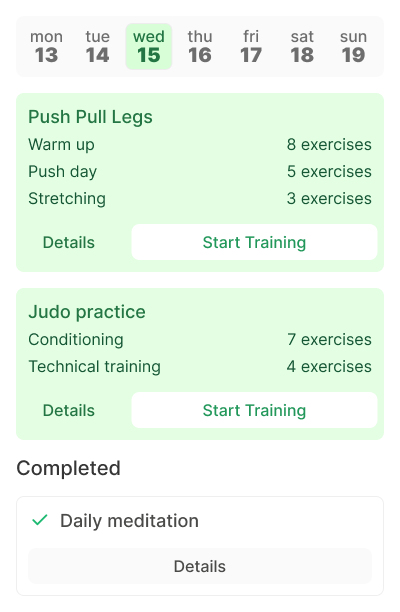 mon tue wed thu fri sat sun
13 14 15 16 17 18 19
Push Pull Legs
Warm up 8 exercises
Push day 5 exercises
Stretching 3 exercises
Details Start Training
Judo practice
Conditioning 7 exercises
Technical training 4 exercises
Details Start Training
Completed
Daily meditation
Details